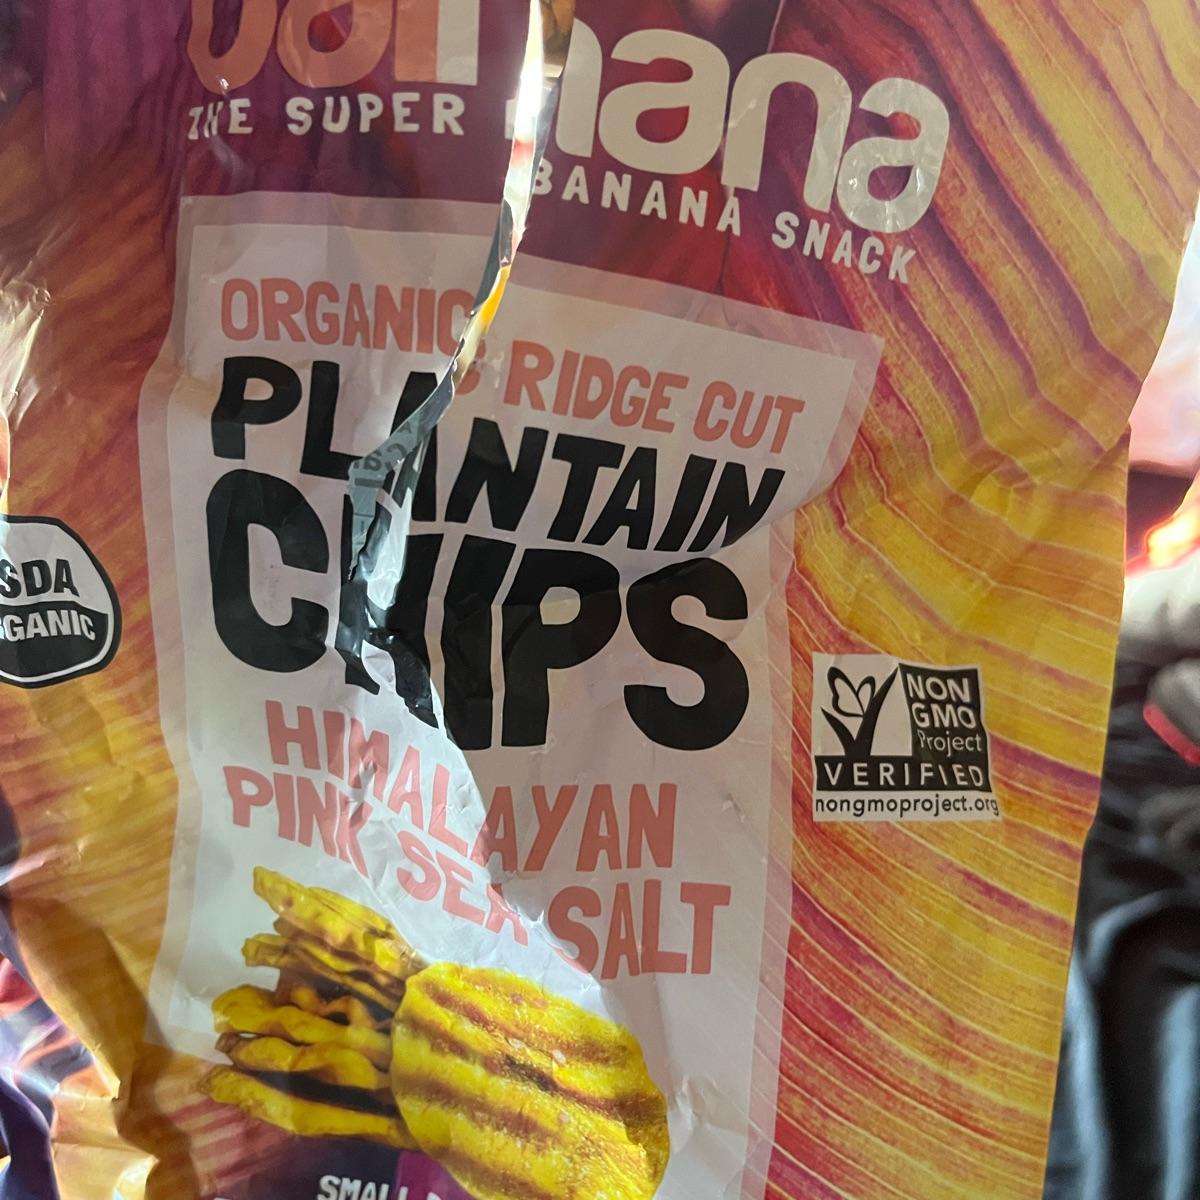 barnana
THE SUPER
BANANA SNACK
ORGANIC RIDGE CUT
PLANTAIN
CHIPS
HIMALAYAN
PINK SEA SALT
NON
GMO
Project
VERIFIED
nongmoproject.org
SMALL